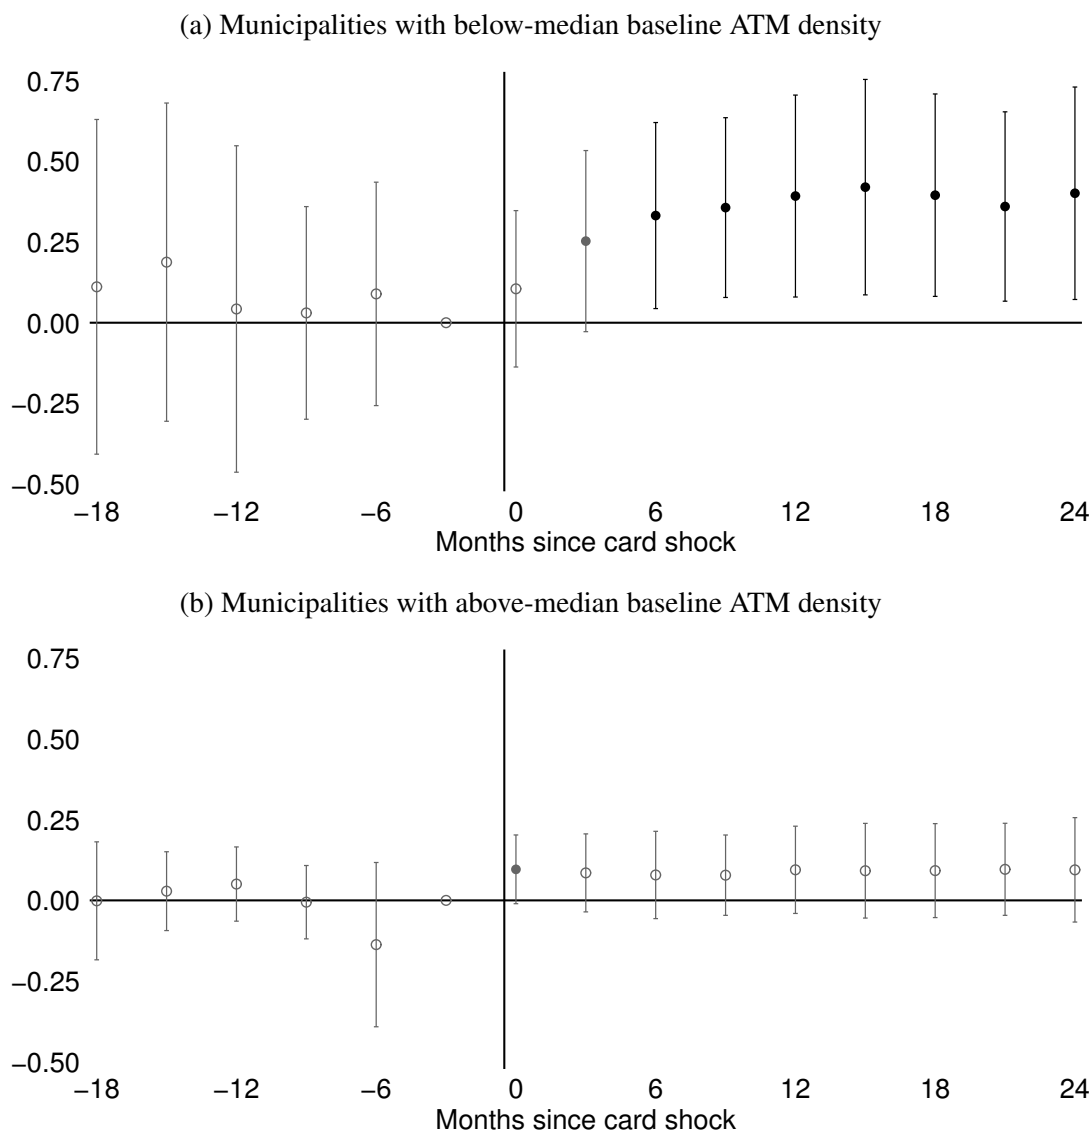 (a) Municipalities with below-median baseline ATM density
0.75
0.50
0.25
0.00
−0.25
−0.50
−18 −12 −6 0 6 12 18 24
Months since card shock
(b) Municipalities with above-median baseline ATM density
0.75
0.50
0.25
0.00
−0.25
−0.50
−18 −12 −6 0 6 12 18 24
Months since card shock